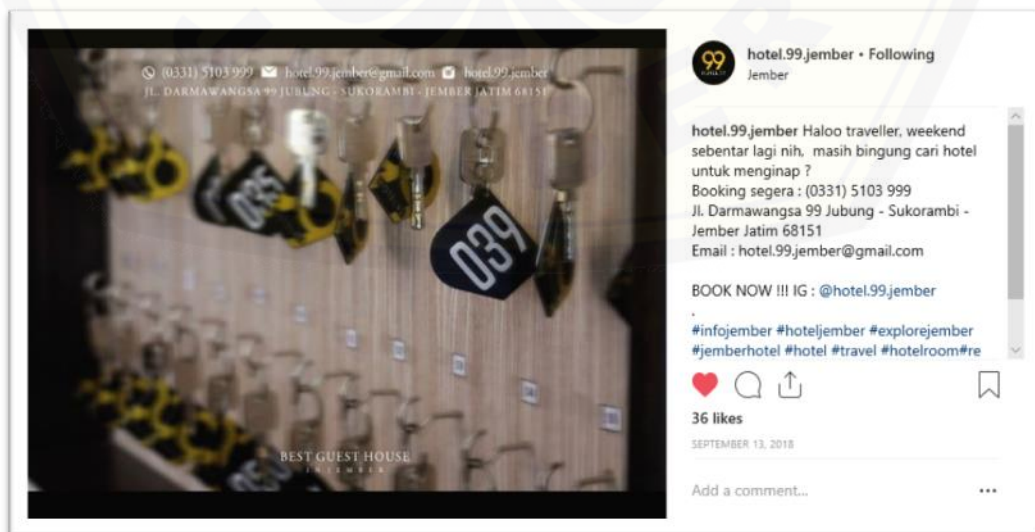 (0331) 5103 999 hotel.99.jember@gmail.com hotel.99.jember
JL. DARMAWANGSA 99 JUBUNG - SUKORAMBI - JEMBER JATIM 68151
035
039
BEST GUEST HOUSE
IN JEMBER
99
hotel.99.jember • Following
Jember
hotel.99.jember Haloo traveller, weekend
sebentar lagi nih, masih bingung cari hotel
untuk menginap ?
Booking segera : (0331) 5103 999
Jl. Darmawangsa 99 Jubung - Sukorambi -
Jember Jatim 68151
Email : hotel.99.jember@gmail.com
BOOK NOW !!! IG : @hotel.99.jember
.
#infojember #hoteljember #explorejember
#jemberhotel #hotel #travel #hotelroom#re
36 likes
SEPTEMBER 13, 2018
Add a comment...